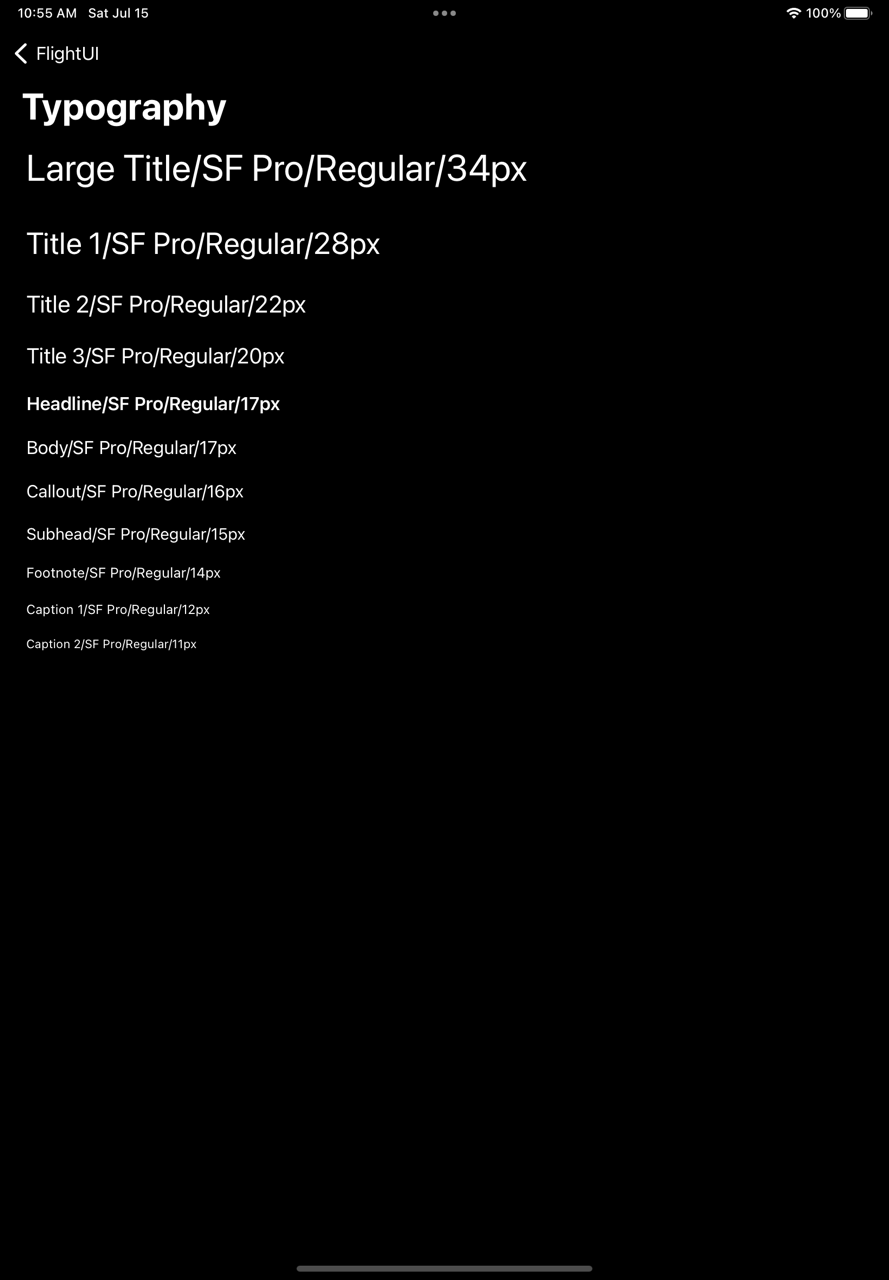 10:55 AM Sat Jul 15
100%
FlightUI
Typography
Large Title/SF Pro/Regular/34px
Title 1/SF Pro/Regular/28px
Title 2/SF Pro/Regular/22px
Title 3/SF Pro/Regular/20px
Headline/SF Pro/Regular/17px
Body/SF Pro/Regular/17px
Callout/SF Pro/Regular/16px
Subhead/SF Pro/Regular/15px
Footnote/SF Pro/Regular/14px
Caption 1/SF Pro/Regular/12px
Caption 2/SF Pro/Regular/11px